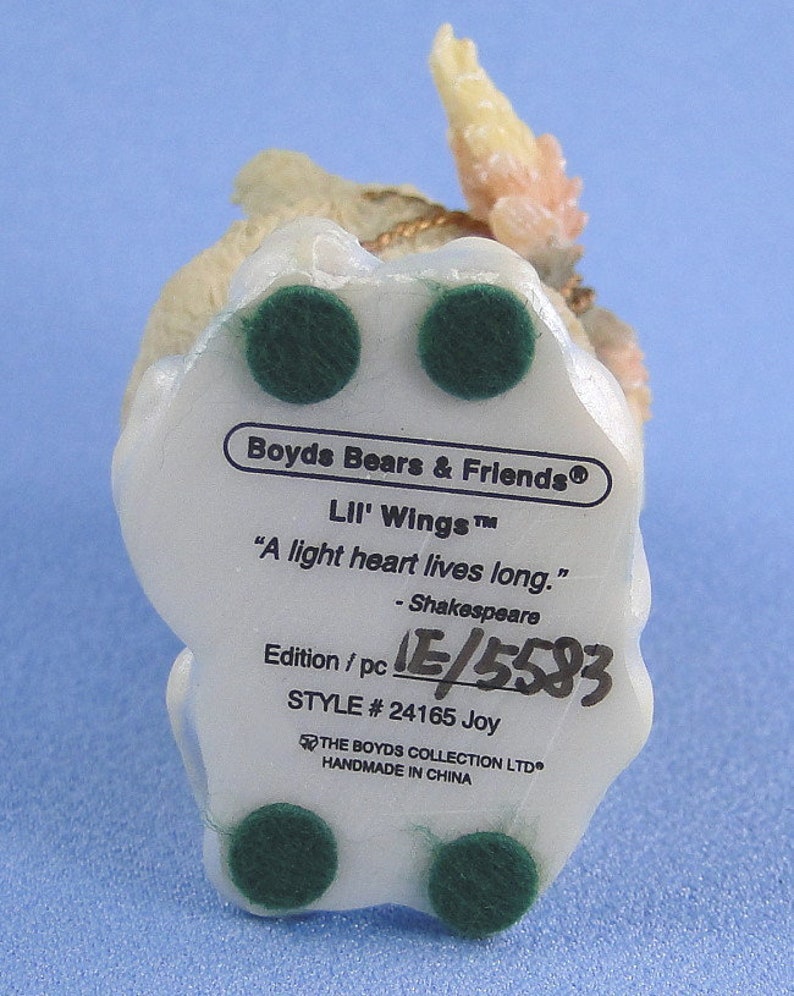 Boyds Bears & Friends®
Lil' Wings™
"A light heart lives long."
- Shakespeare
Edition / pc 1E/5583
STYLE # 24165 Joy
THE BOYDS COLLECTION LTD®
HANDMADE IN CHINA